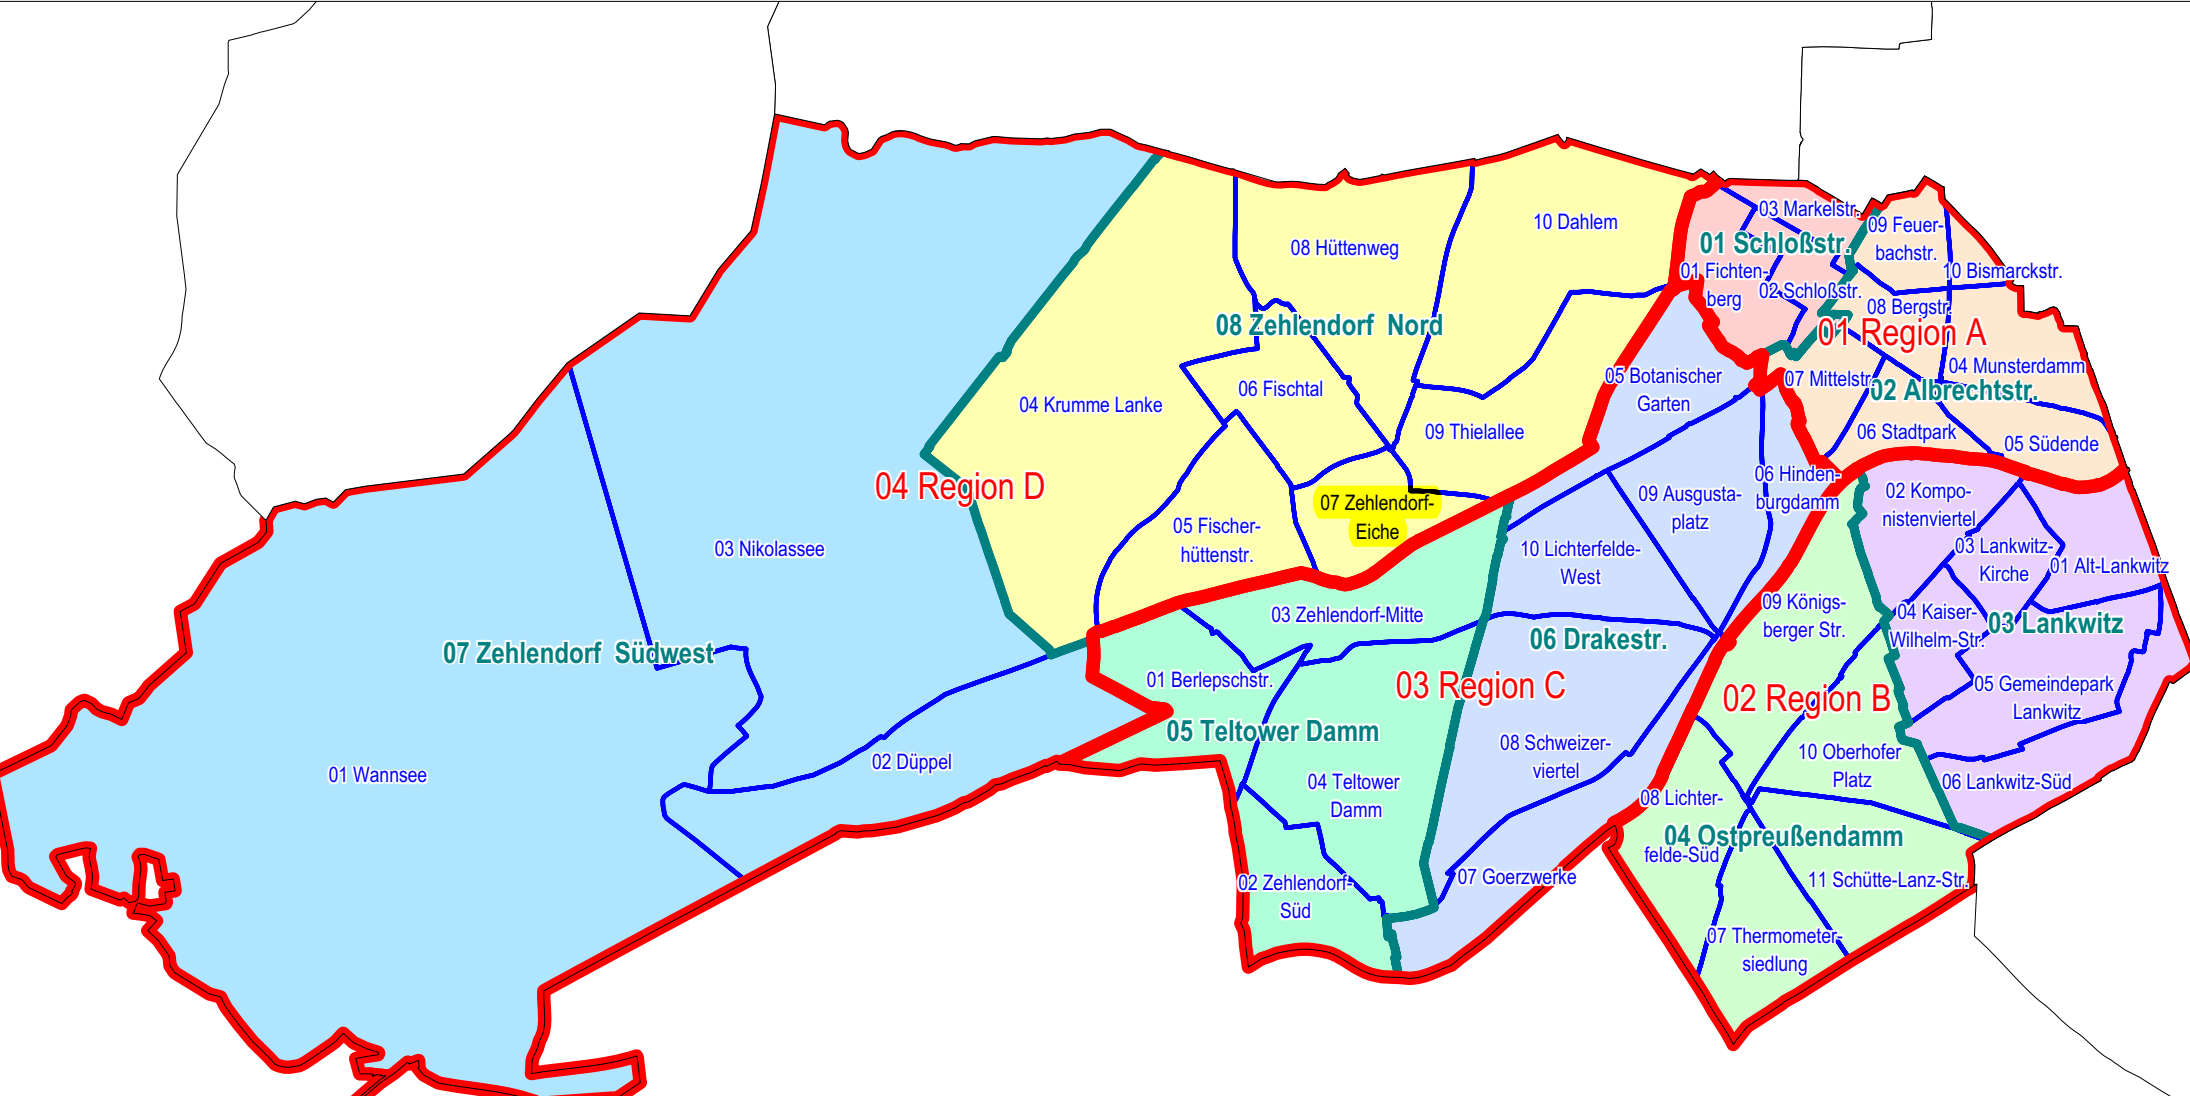 03 Markelstr.
10 Dahlem
09 Feuer-
bachstr.
01 Schloßstr.
08 Hüttenweg
01 Fichten-
berg
10 Bismarckstr.
02 Schloßstr.
08 Bergstr.
08 Zehlendorf Nord
01 Region A
04 Munsterdamm
05 Botanischer
Garten
07 Mittelstr.
02 Albrechtstr.
06 Fischtal
04 Krumme Lanke
09 Thielallee
06 Stadtpark
05 Südende
04 Region D
06 Hinden-
burgdamm
02 Kompo-
nistenviertel
09 Ausgusta-
platz
07 Zehlendorf-
Eiche
05 Fischer-
hüttenstr.
03 Nikolassee
10 Lichterfelde-
West
03 Lankwitz-
Kirche
01 Alt-Lankwitz
09 Königs-
berger Str.
04 Kaiser-
Wilhelm-Str.
03 Lankwitz
03 Zehlendorf-Mitte
06 Drakestr.
07 Zehlendorf Südwest
01 Berlepschstr.
03 Region C
02 Region B
05 Gemeindepark
Lankwitz
05 Teltower Damm
08 Schweizer-
viertel
10 Oberhofer
Platz
02 Düppel
01 Wannsee
04 Teltower
Damm
06 Lankwitz-Süd
08 Lichter-
felde-Süd
04 Ostpreußendamm
02 Zehlendorf-
Süd
07 Goerzwerke
11 Schütte-Lanz-Str.
07 Thermometer-
siedlung